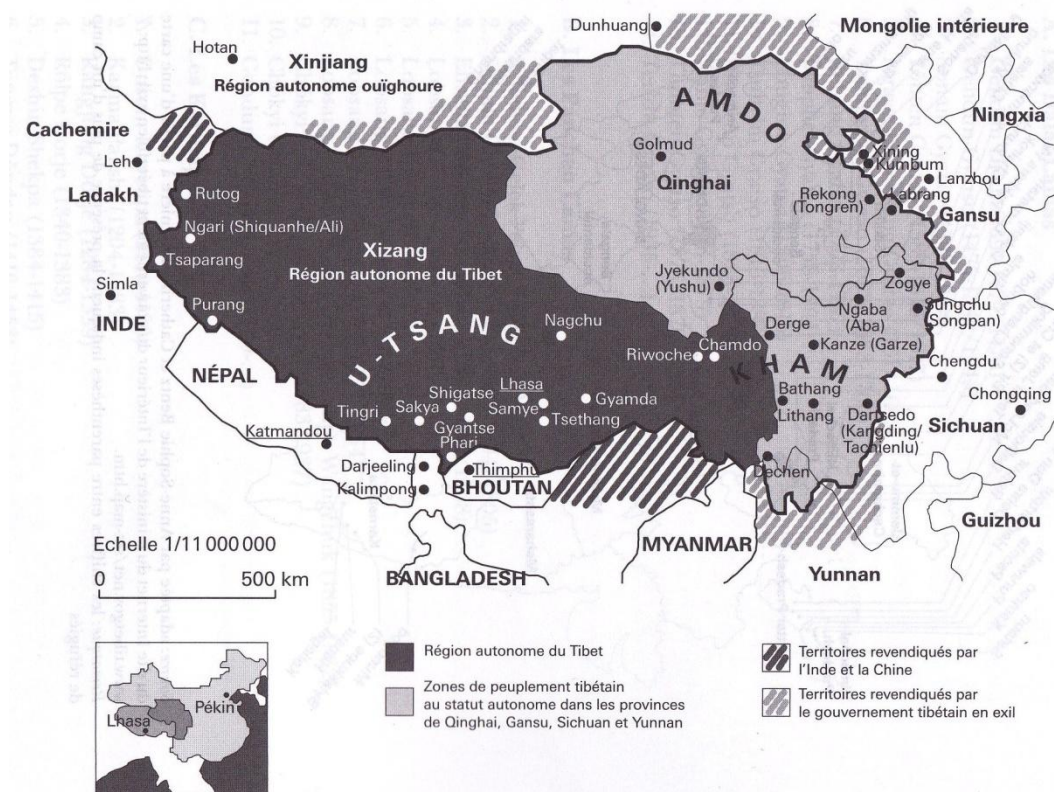 Dunhuang
Mongolie intérieure
Hotan
Xinjiang
Région autonome ouïghoure
AMDO
Ningxia
Cachemire
Leh
Golmud
Xining
Kumbum
Lanzhou
Ladakh
Rutog
Qinghai
Rekong
(Tongren)
Labrang
Gansu
Ngari (Shiquanhe/Ali)
Xizang
Région autonome du Tibet
Tsaparang
Simla
Jyekundo
(Yushu)
Zogye
INDE
Purang
Ngaba
(Aba)
Sungchu
(Songpan)
U-TSANG
Nagchu
Derge
Riwoche
Chamdo
Kanze (Garze)
KHAM
NÉPAL
Chengdu
Chongqing
Shigatse
Lhasa
Gyamda
Bathang
Lithang
Tingri
Sakya
Samye
Tsethang
Dartsedo
(Kangding/
Tachienlu)
Sichuan
Gyantse
Phari
Katmandou
Darjeeling
Thimphu
Dechen
Kalimpong
BHOUTAN
Guizhou
MYANMAR
Echelle 1/11 000 000
0 500 km
BANGLADESH
Yunnan
Pékin
Lhasa
Région autonome du Tibet
Zones de peuplement tibétain
au statut autonome dans les provinces
de Qinghai, Gansu, Sichuan et Yunnan
Territoires revendiqués par
l'Inde et la Chine
Territoires revendiqués par
le gouvernement tibétain en exil